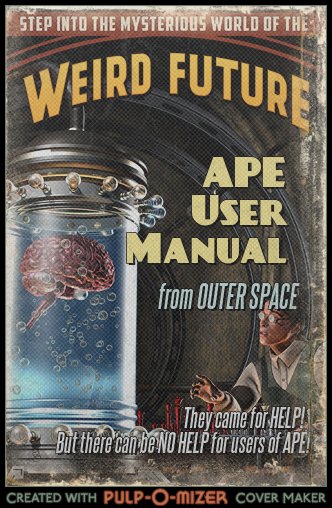 STEP INTO THE MYSTERIOUS WORLD OF THE
WEIRD FUTURE
APE
USER
MANUAL
from OUTER SPACE
They came for HELP!
But there can be NO HELP for users of APE!
CREATED WITH PULP-O-MIZER COVER MAKER